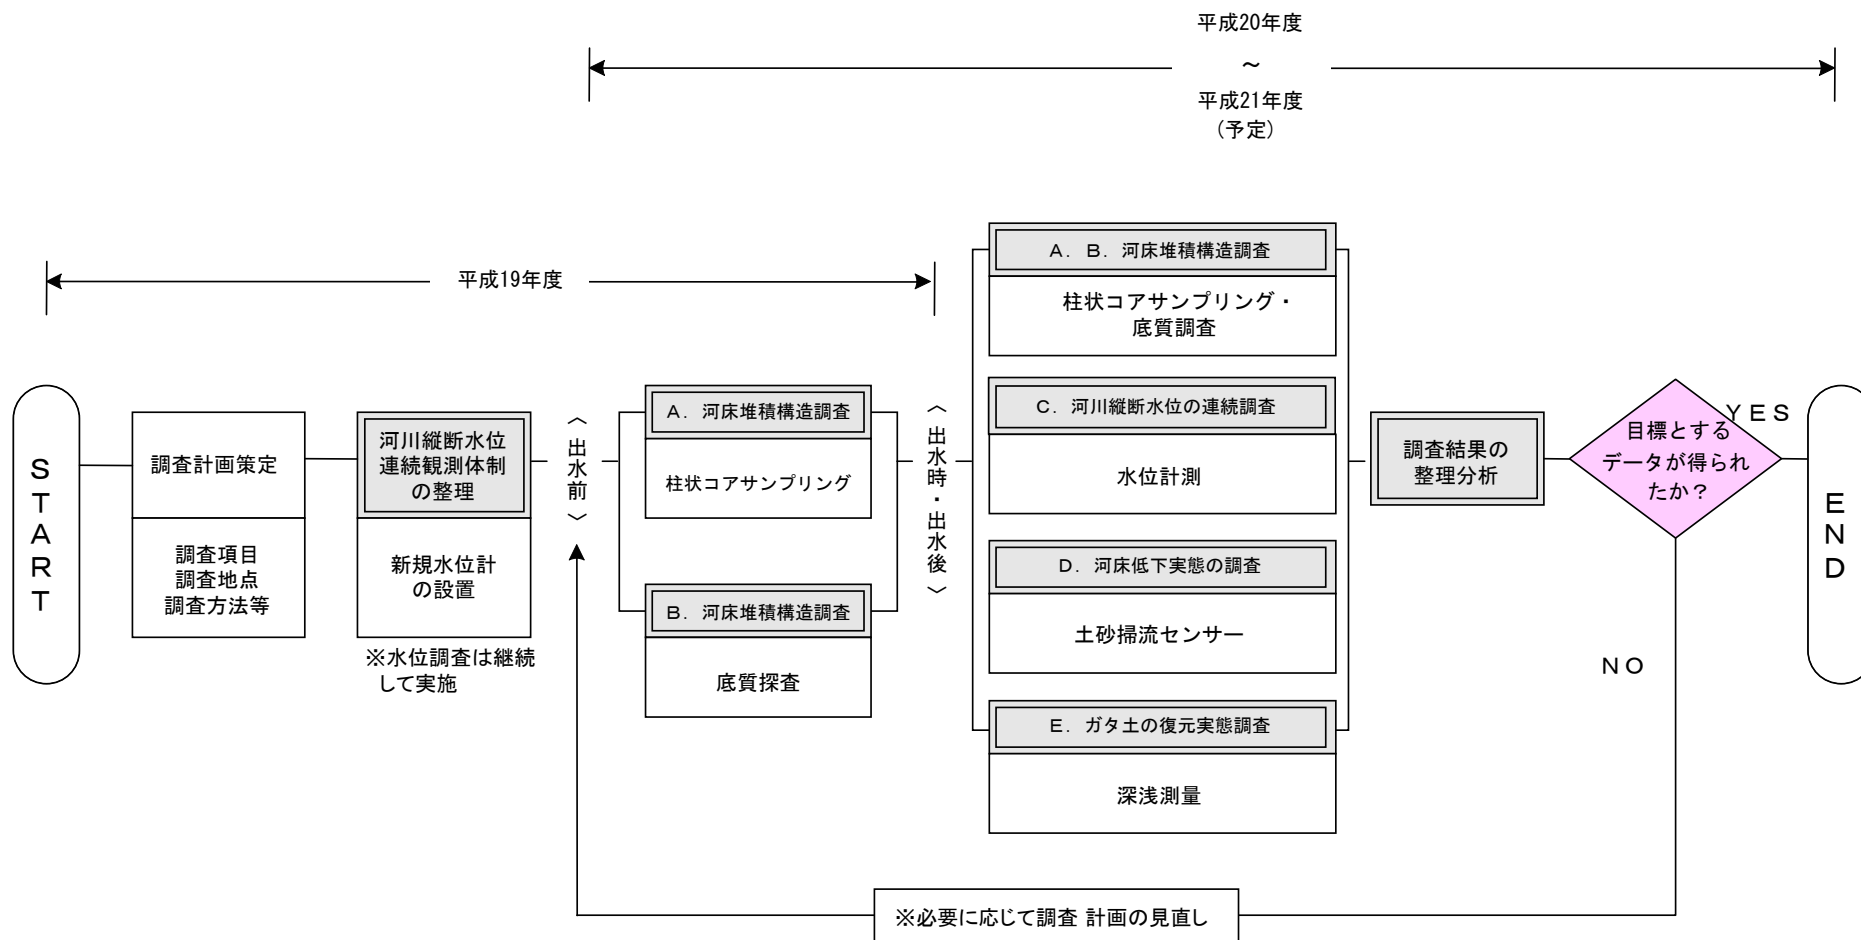 平成20年度
～
平成21年度
（予定）
平成19年度
START
調査計画策定
調査項目
調査地点
調査方法等
河川縦断水位
連続観測体制
の整理
新規水位計
の設置
※水位調査は継続
して実施
〈出水前〉
A．河床堆積構造調査
柱状コアサンプリング
B．河床堆積構造調査
底質探査
〈出水時・出水後〉
A．B．河床堆積構造調査
柱状コアサンプリング・
底質調査
C．河川縦断水位の連続調査
水位計測
D．河床低下実態の調査
土砂掃流センサー
E．ガタ土の復元実態調査
深浅測量
調査結果の
整理分析
目標とする
データが得られ
たか？
YES
NO
END
※必要に応じて調査 計画の見直し